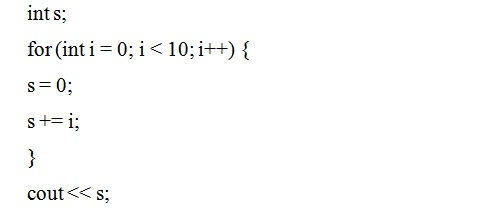 int s;
for (int i = 0; i < 10; i++) {
s = 0;
s += i;
}
cout << s;